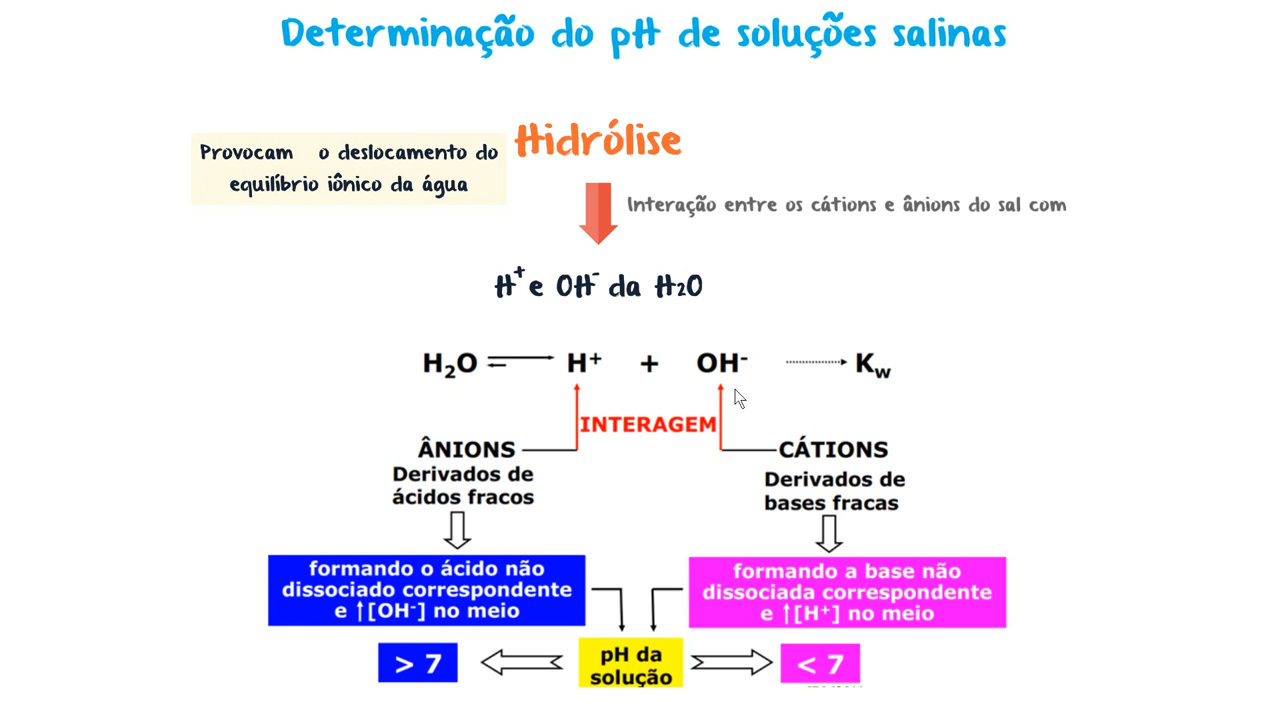 Determinação do pH de soluções salinas
Hidrólise
Provocam o deslocamento do
equilíbrio iônico da água
Interação entre os cátions e ânions do sal com
H⁺ e OH⁻ da H₂O
H₂O ⇌ H⁺ + OH⁻ → Kw
INTERAGEM
ÂNIONS
Derivados de
ácidos fracos
CÁTIONS
Derivados de
bases fracas
formando o ácido não
dissociado correspondente
e ↑[OH⁻] no meio
formando a base não
dissociada correspondente
e ↑[H⁺] no meio
> 7
pH da
solução
< 7